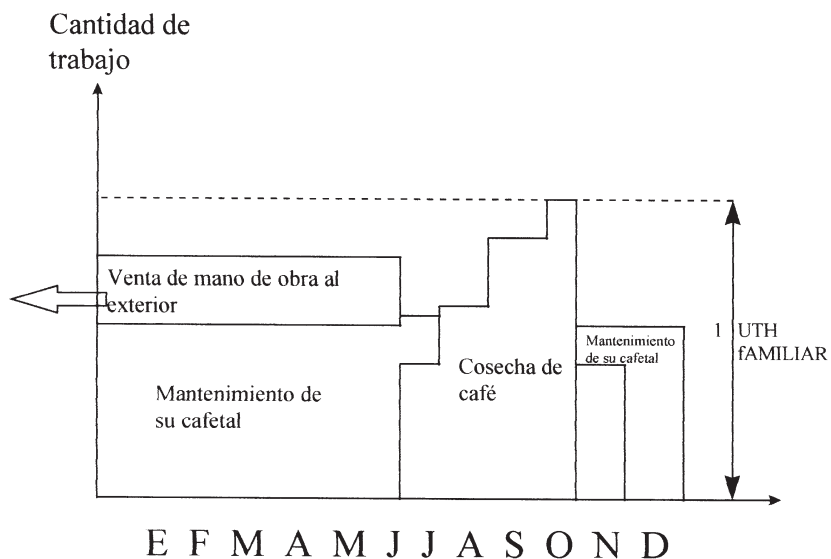 Cantidad de
trabajo
Venta de mano de obra al
exterior
Mantenimiento de
su cafetal
Cosecha de
café
Mantenimiento
de su cafetal
1 UTH
fAMILIAR
E F M A M J J A S O N D